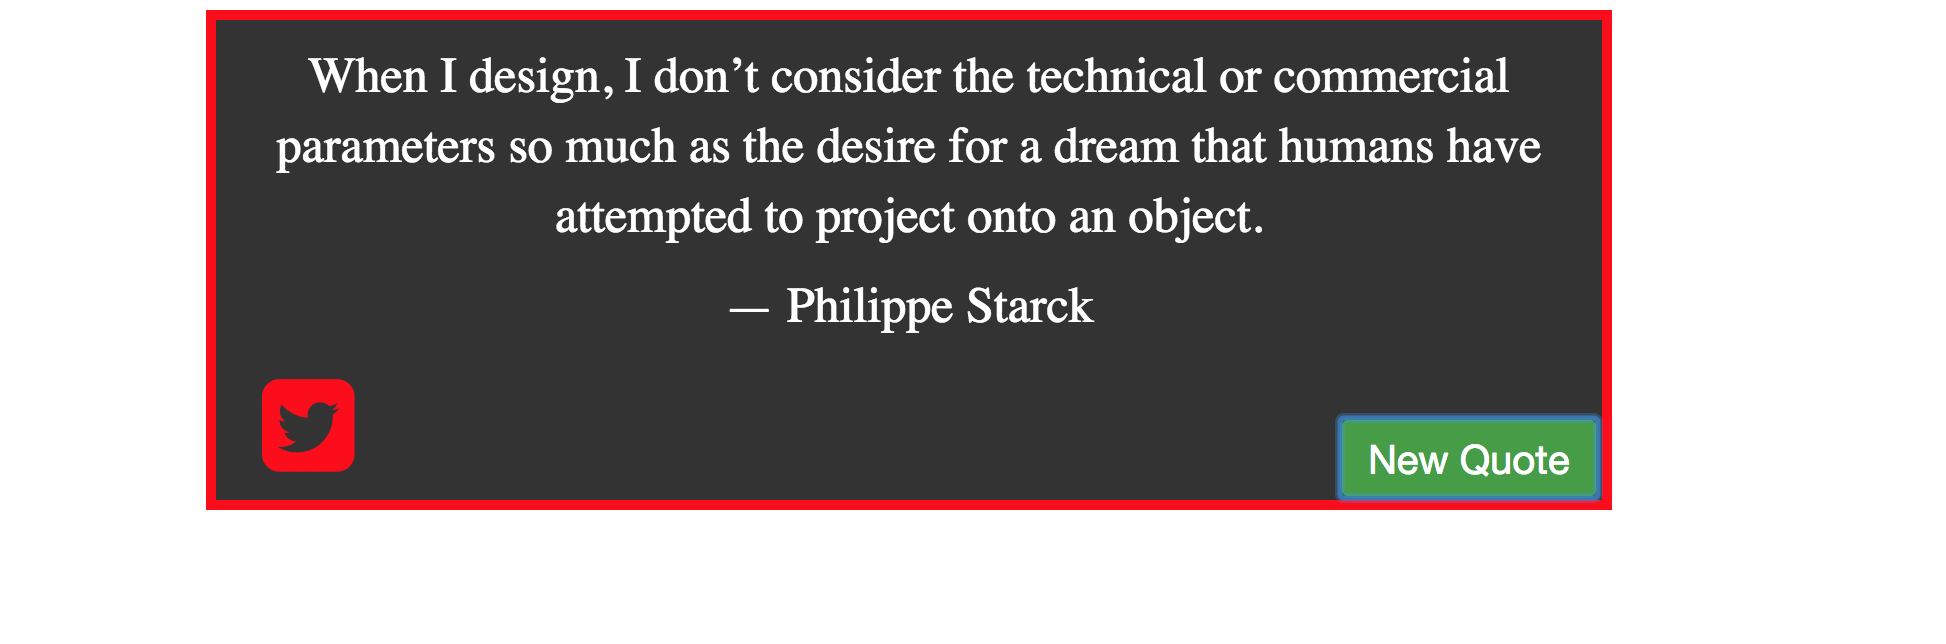 When I design, I don’t consider the technical or commercial
parameters so much as the desire for a dream that humans have
attempted to project onto an object.
— Philippe Starck
New Quote